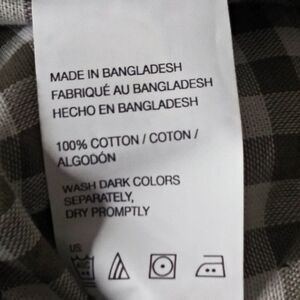 MADE IN BANGLADESH
FABRIQUÉ AU BANGLADESH
HECHO EN BANGLADESH
100% COTTON / COTON /
ALGODÓN
WASH DARK COLORS
SEPARATELY,
DRY PROMPTLY
US: